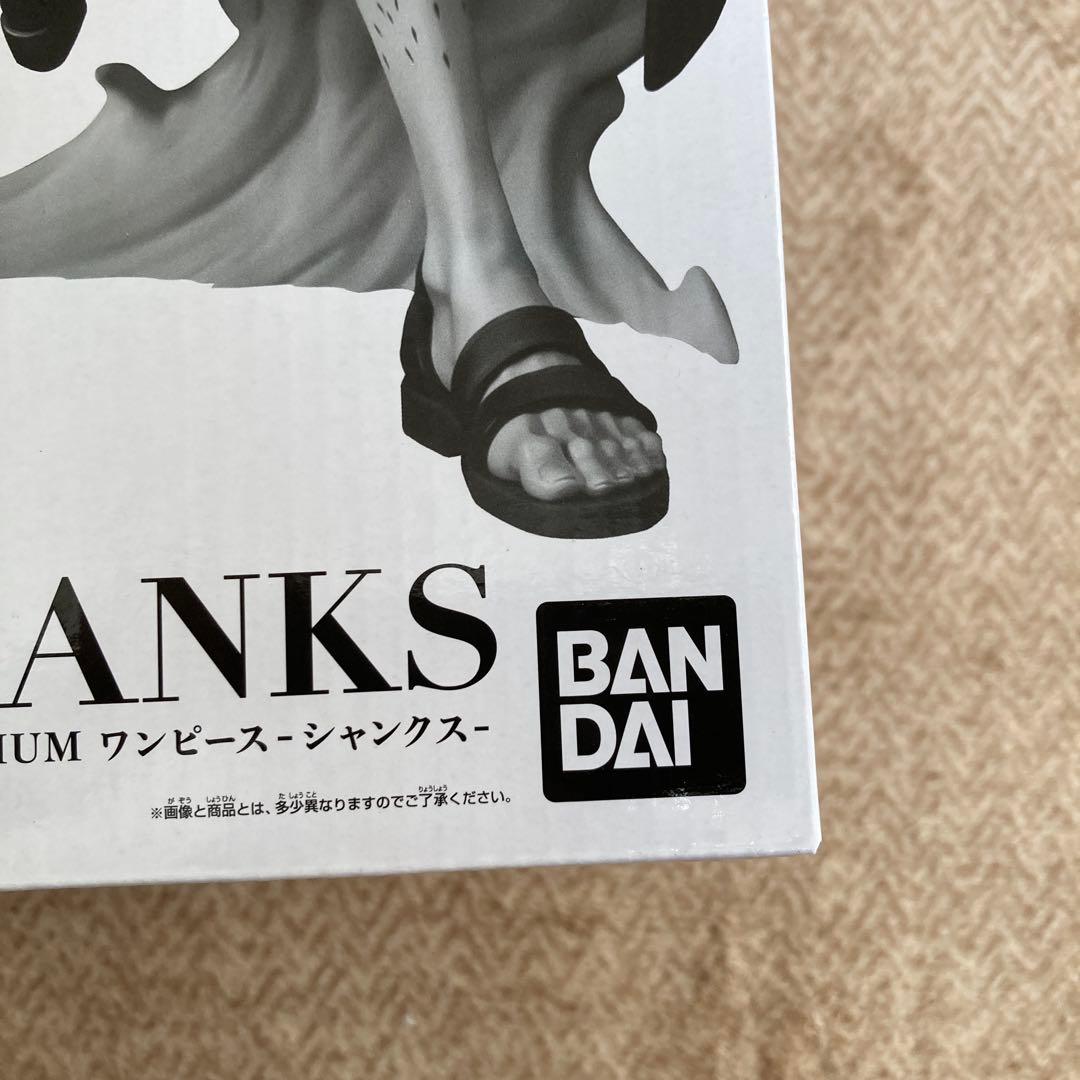 ANKS
IUM ワンピース-シャンクス-
※画像と商品とは、多少異なりますのでご了承ください。
BAN
DAI